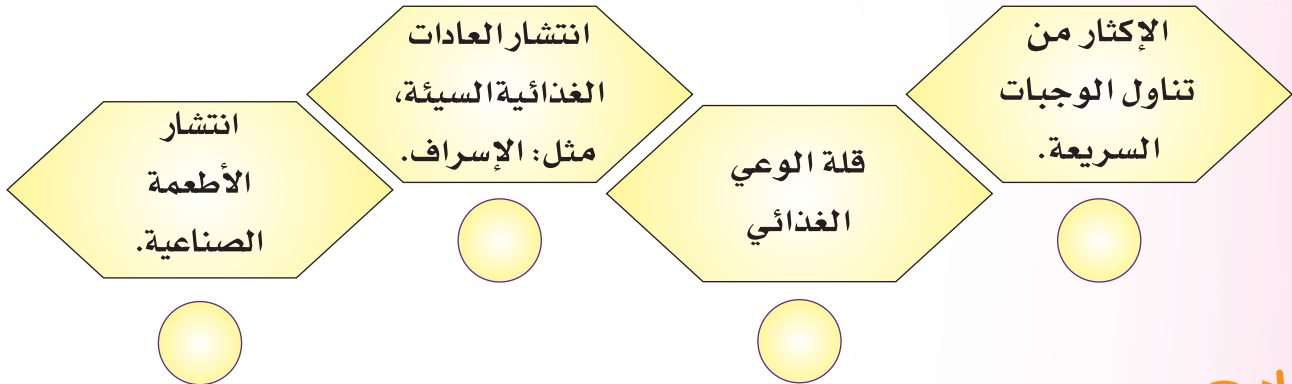 الإكثار من
تناول الوجبات
السريعة.
قلة الوعي
الغذائي
انتشار العادات
الغذائية السيئة،
مثل: الإسراف.
انتشار
الأطعمة
الصناعية.